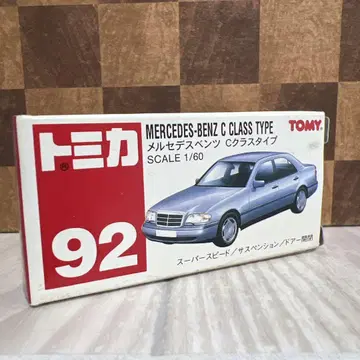 トミカ
92
MERCEDES-BENZ C CLASS TYPE
メルセデスベンツ Cクラスタイプ
SCALE 1/60
TOMY
スーパースピード/サスペンション/ドアー開閉